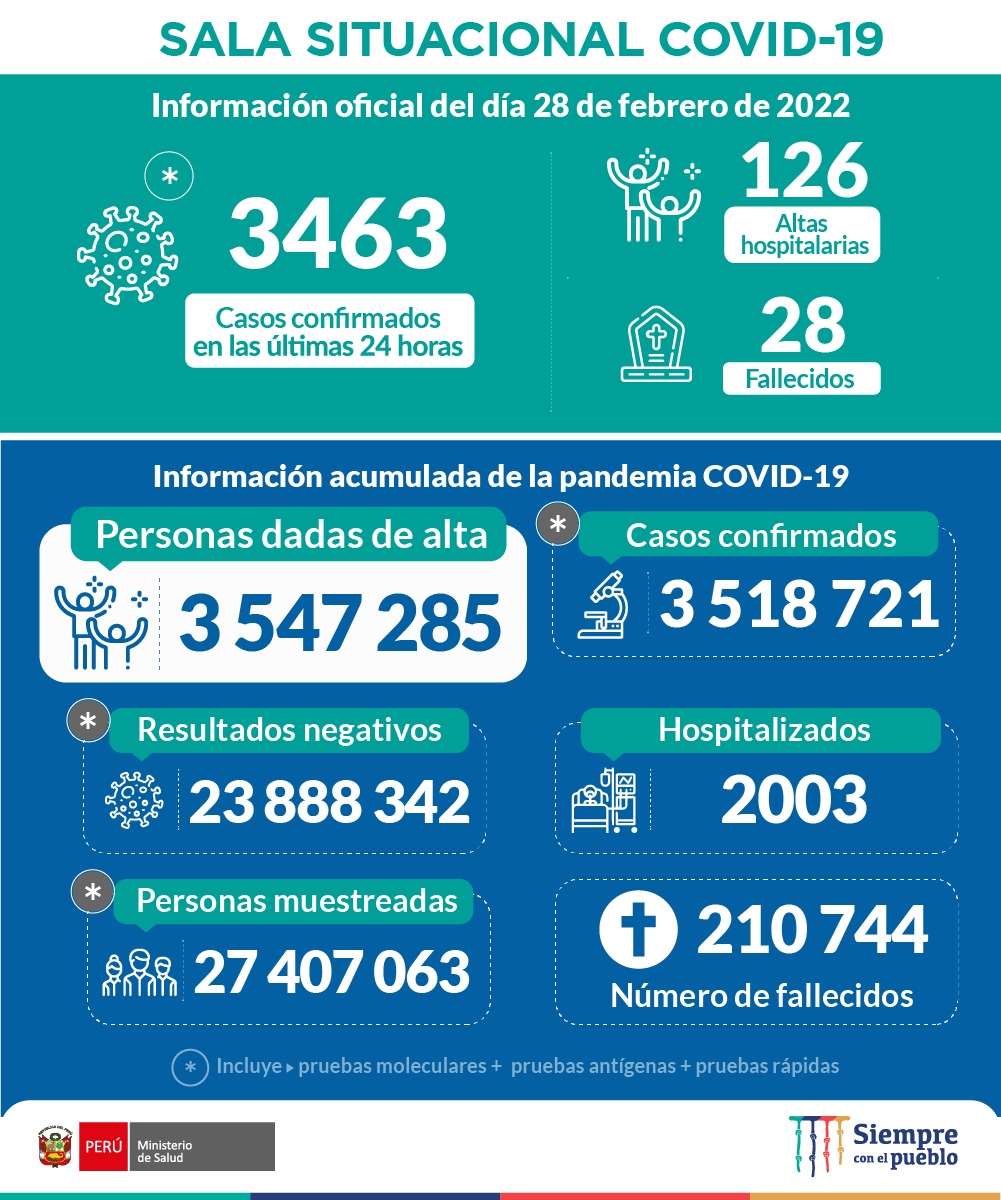 SALA SITUACIONAL COVID-19
Información oficial del día 28 de febrero de 2022
*
3463
Casos confirmados
en las últimas 24 horas
126
Altas
hospitalarias
28
Fallecidos
Información acumulada de la pandemia COVID-19
Personas dadas de alta
3 547 285
*
Casos confirmados
3 518 721
*
Resultados negativos
23 888 342
Hospitalizados
2003
*
Personas muestreadas
27 407 063
210 744
Número de fallecidos
* Incluye ▸ pruebas moleculares + pruebas antígenas + pruebas rápidas
PERÚ
Ministerio
de Salud
Siempre
con el pueblo